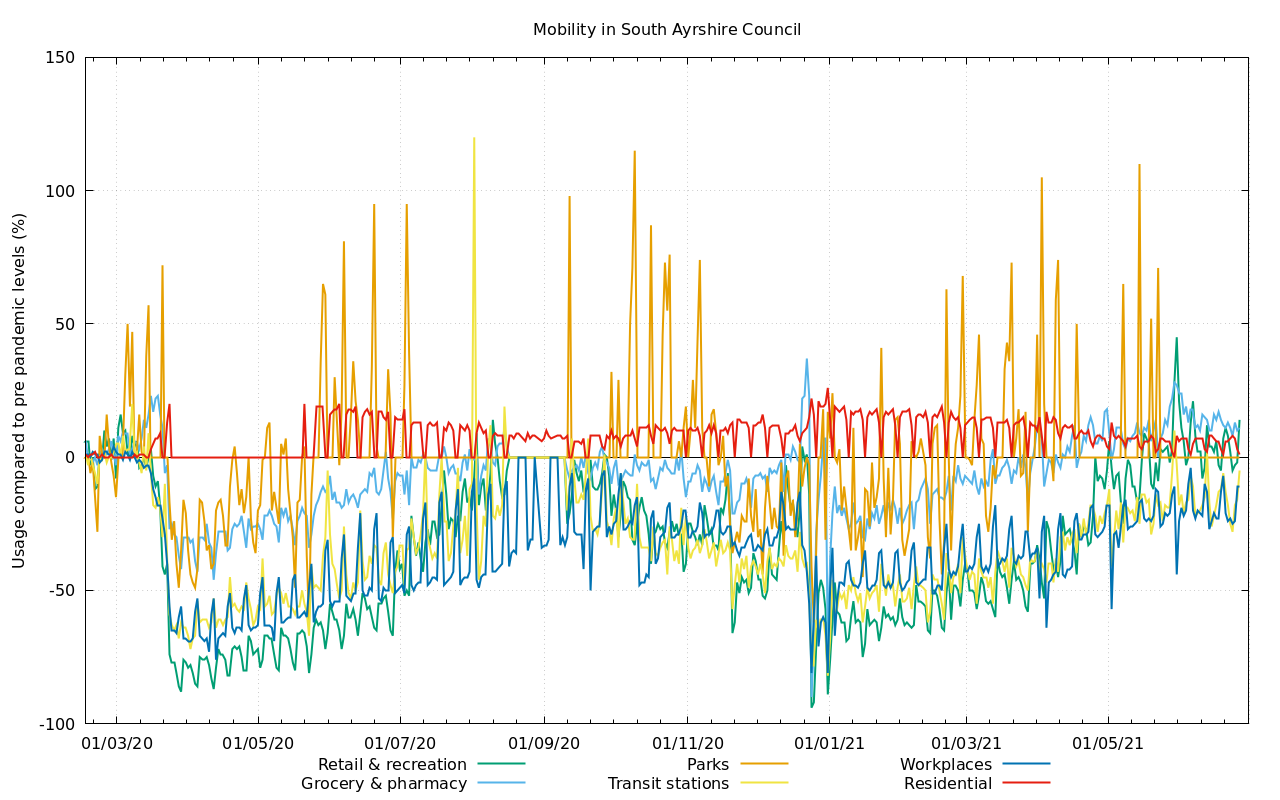 Mobility in South Ayrshire Council
Usage compared to pre pandemic levels (%)
150
100
50
0
-50
-100
01/03/20 01/05/20 01/07/20 01/09/20 01/11/20 01/01/21 01/03/21 01/05/21
Retail & recreation Parks Workplaces
Grocery & pharmacy Transit stations Residential